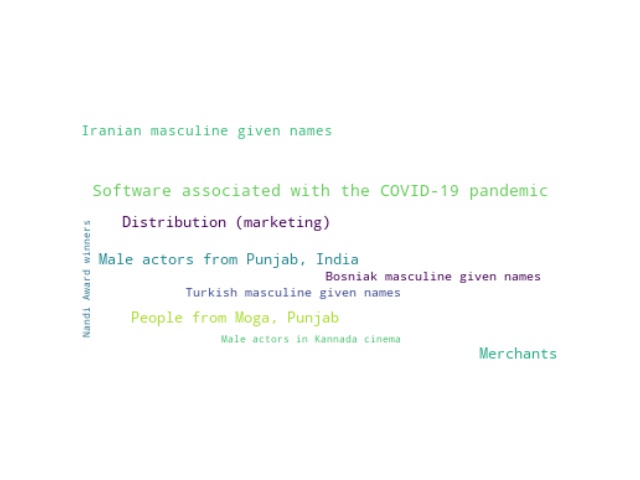 Iranian masculine given names
Software associated with the COVID-19 pandemic
Distribution (marketing)
Nandi Award winners
Male actors from Punjab, India
Bosniak masculine given names
Turkish masculine given names
People from Moga, Punjab
Male actors in Kannada cinema
Merchants